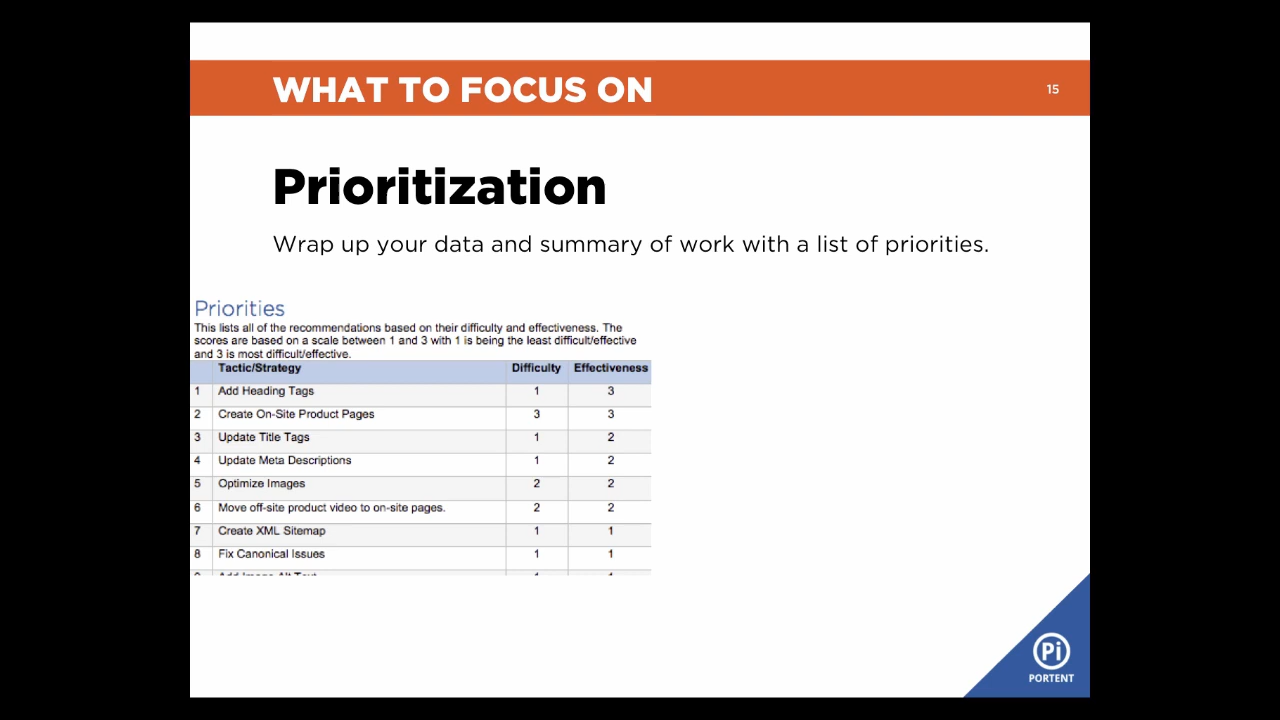 WHAT TO FOCUS ON
15
Prioritization
Wrap up your data and summary of work with a list of priorities.
Priorities
This lists all of the recommendations based on their difficulty and effectiveness. The
scores are based on a scale between 1 and 3 with 1 is being the least difficult/effective
and 3 is most difficult/effective.
Tactic/Strategy Difficulty Effectiveness
1 Add Heading Tags 1 3
2 Create On-Site Product Pages 3 3
3 Update Title Tags 1 2
4 Update Meta Descriptions 1 2
5 Optimize Images 2 2
6 Move off-site product video to on-site pages. 2 2
7 Create XML Sitemap 1 1
8 Fix Canonical Issues 1 1
Pi
PORTENT